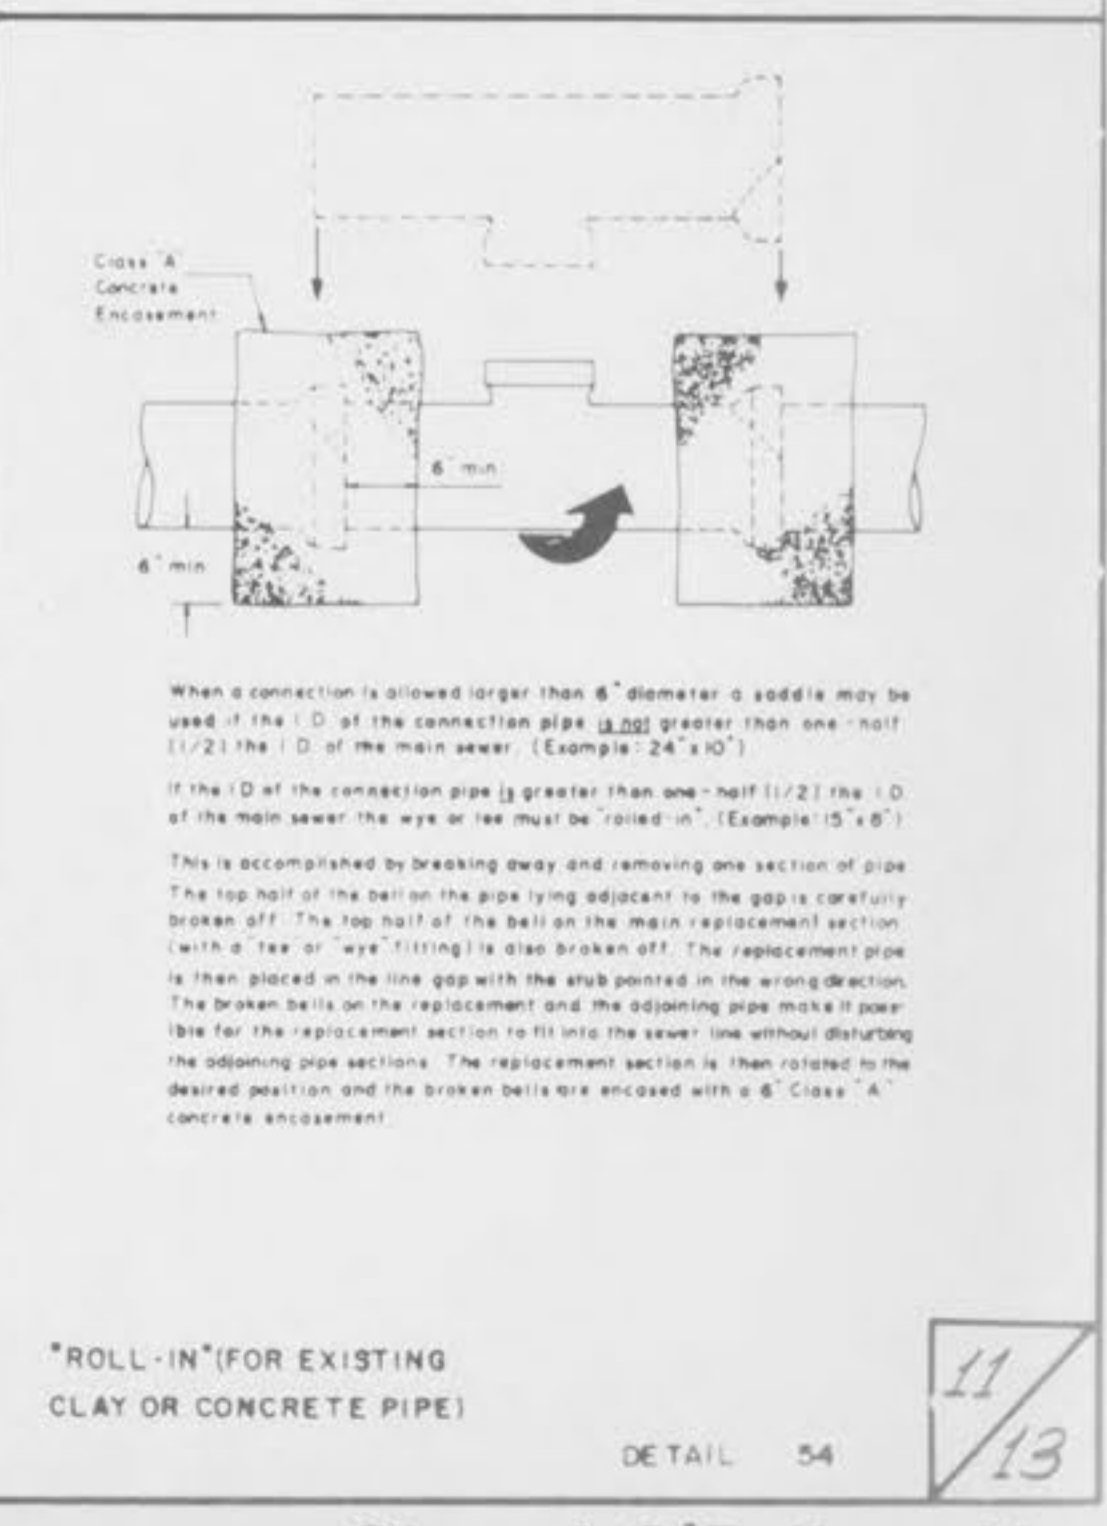 Class "A"
Concrete
Encasement
6" min
6" min
When a connection is allowed larger than 6" diameter a saddle may be
used if the I.D. of the connection pipe is not greater than one-half
(1/2) the I.D. of the main sewer. (Example: 24"x10")
If the I.D. of the connection pipe is greater than one-half (1/2) the I.D.
of the main sewer the wye or tee must be "rolled-in". (Example: 15"x8")
This is accomplished by breaking away and removing one section of pipe.
The top half of the bell on the pipe lying adjacent to the gap is carefully
broken off. The top half of the bell on the main replacement section
(with a "tee" or "wye" fitting) is also broken off. The replacement pipe
is then placed in the line gap with the stub pointed in the wrong direction.
The broken bells on the replacement and the adjoining pipe make it poss-
ible for the replacement section to fit into the sewer line without disturbing
the adjoining pipe sections. The replacement section is then rotated to the
desired position and the broken bells are encased with a 6" Class "A"
concrete encasement.
"ROLL-IN"(FOR EXISTING
CLAY OR CONCRETE PIPE)
DETAIL 54
11/13